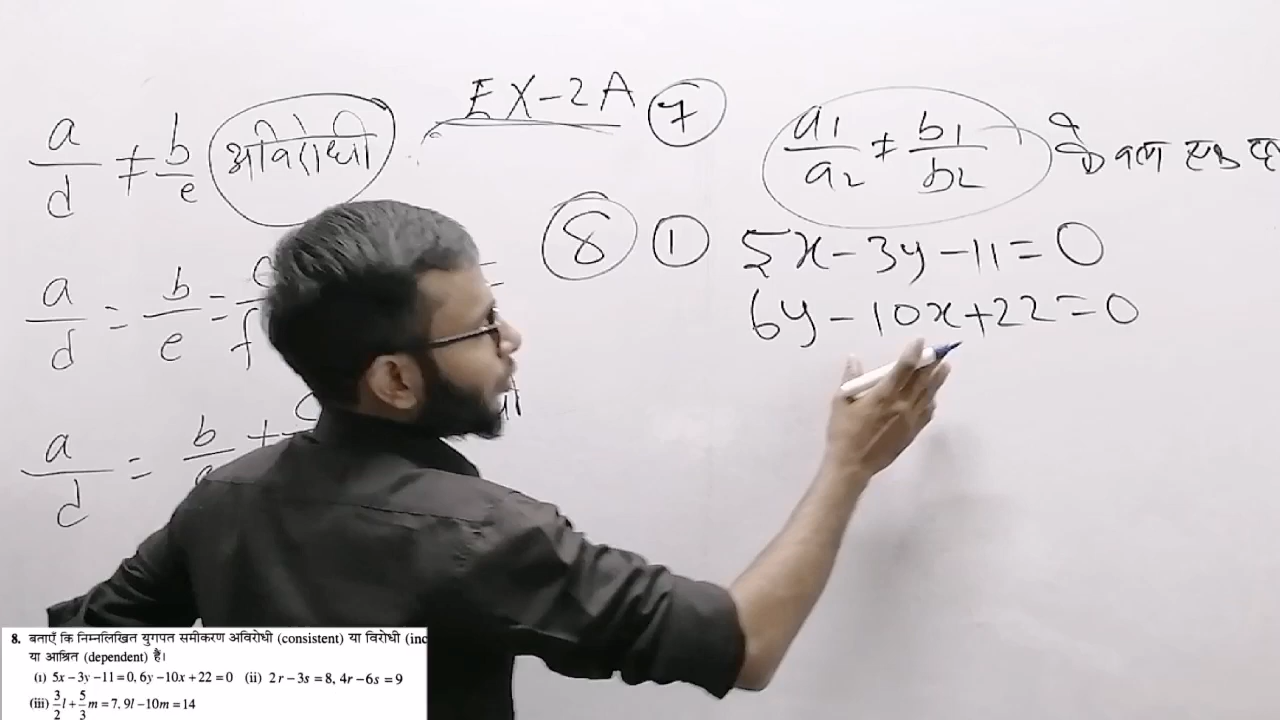 EX-2A
a/d ≠ b/e अविरोधी
7 a1/a2 ≠ b1/b2
8 1 5x-3y-11=0
6y-10x+22=0
a/d = b/e =
a/d = b
8. बताएँ कि निम्नलिखित युगपत समीकरण अविरोधी (consistent) या विरोधी
या आश्रित (dependent) हैं।
(i) 5x − 3y − 11 = 0, 6y − 10x + 22 = 0 (ii) 2r − 3s = 8, 4r − 6s = 9
(iii) 3/2 l + 5/3 m = 7, 9l − 10m = 14